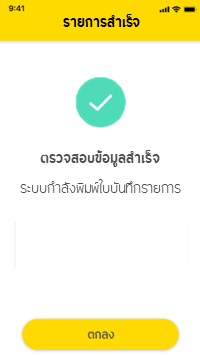 9:41
รายการสำเร็จ
ตรวจสอบข้อมูลสำเร็จ
ระบบกำลังพิมพ์ใบบันทึกรายการ
ตกลง